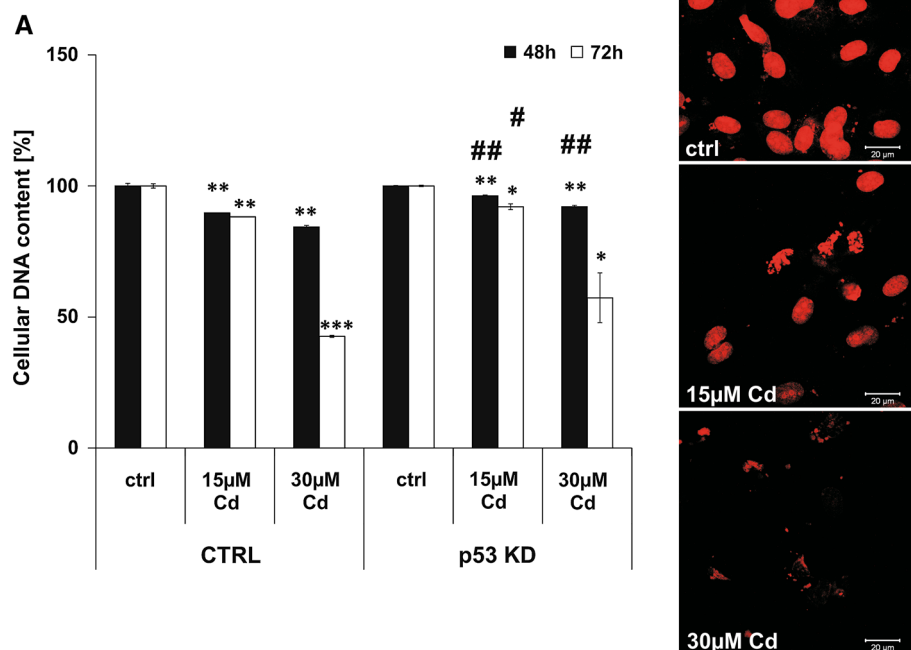 A
150
■ 48h □ 72h
#
##
##
Cellular DNA content [%]
100
**
**
**
**
*
**
*
50
***
0
ctrl
15µM
Cd
30µM
Cd
ctrl
15µM
Cd
30µM
Cd
CTRL
p53 KD
ctrl
20 µm
15µM Cd
20 µm
30µM Cd
20 µm